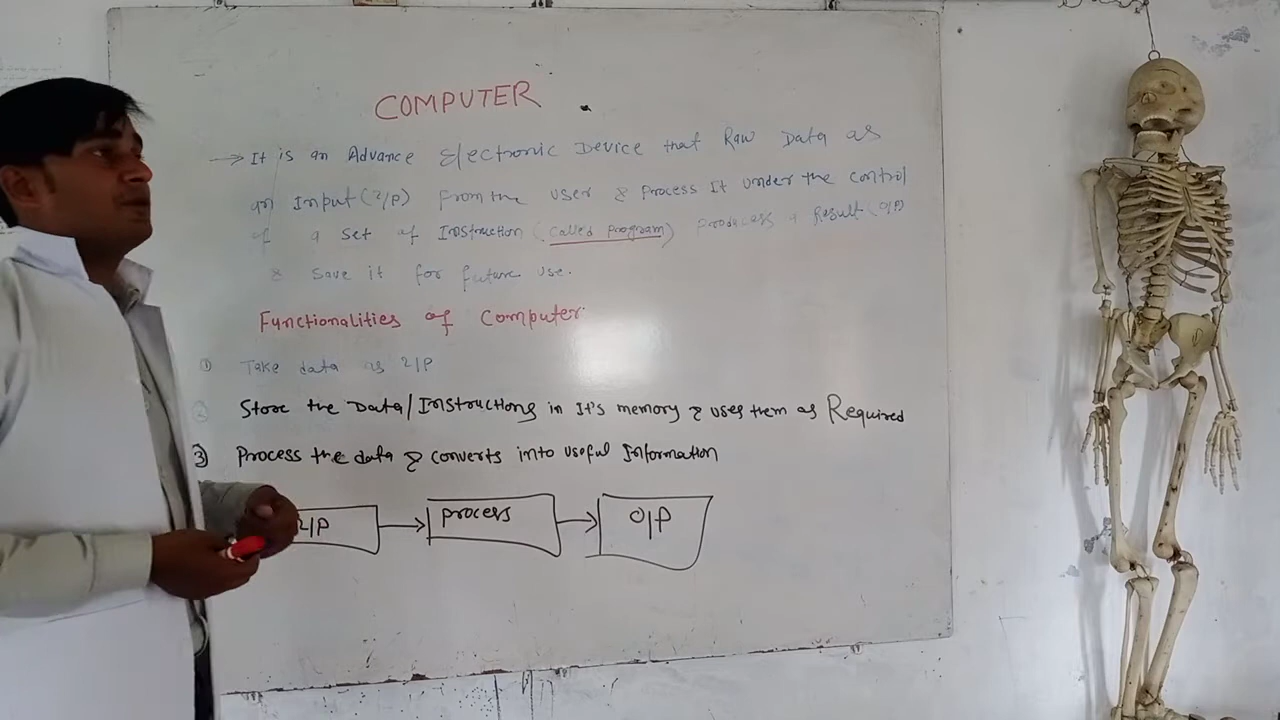 COMPUTER
→ It is an Advance Electronic Device that Raw Data as
an Input (I/P) From the user & Process It under the control
of a set of Instruction (called program) produces a Result (O/P)
& Save it for future use.
Functionalities of Computer
① Take data as I/P
② Store the Data/Instructions in It's memory & uses them as Required
③ Process the data & converts into useful Information
I/P → process → O/P